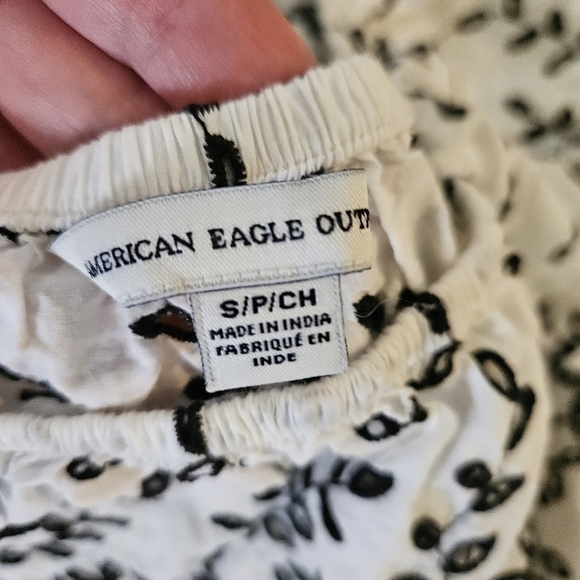 AMERICAN EAGLE OUT
S/P/CH
MADE IN INDIA
FABRIQUÉ EN
INDE